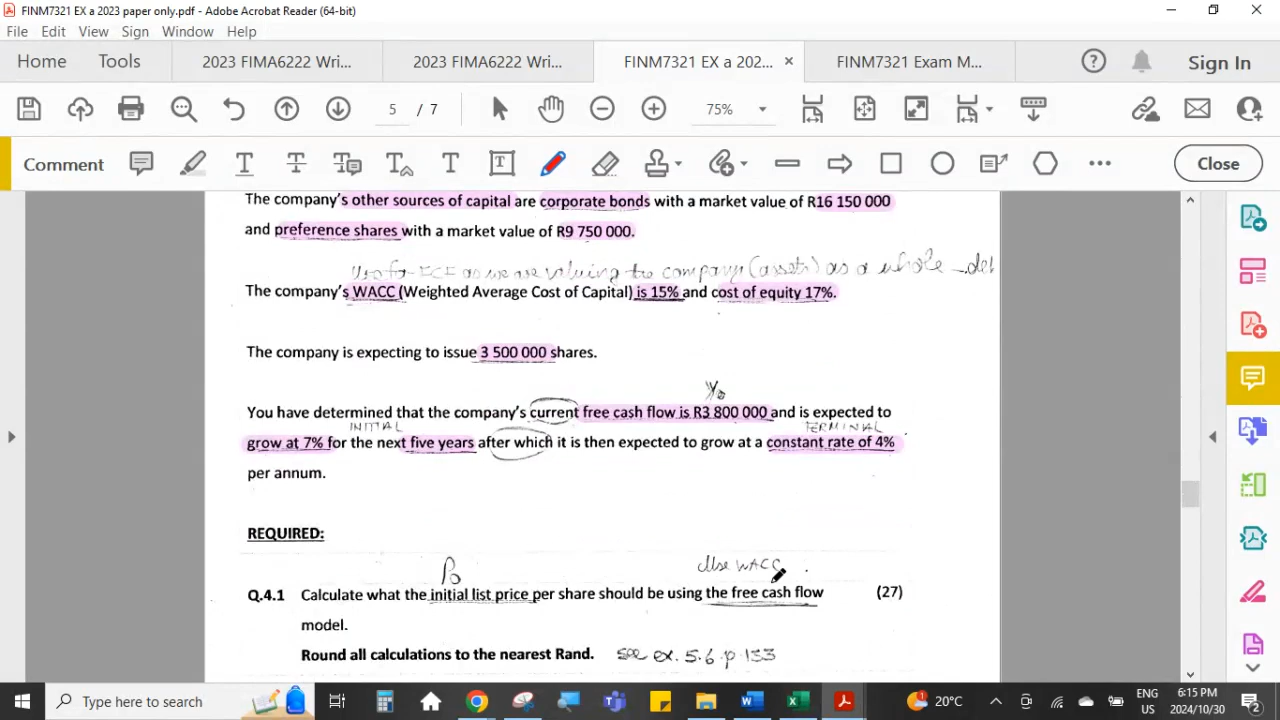 FINM7321 EX a 2023 paper only.pdf - Adobe Acrobat Reader (64-bit)
File Edit View Sign Window Help
Home Tools 2023 FIMA6222 Wri... 2023 FIMA6222 Wri... FINM7321 EX a 202... × FINM7321 Exam M... Sign In
5 / 7 75%
Comment Close
The company's other sources of capital are corporate bonds with a market value of R16 150 000
and preference shares with a market value of R9 750 000.
FCF as we are valuing the company (assets) as a whole
The company's WACC (Weighted Average Cost of Capital) is 15% and cost of equity 17%.
The company is expecting to issue 3 500 000 shares.
Y0
You have determined that the company's current free cash flow is R3 800 000 and is expected to
INITIAL TERMINAL
grow at 7% for the next five years after which it is then expected to grow at a constant rate of 4%
per annum.
REQUIRED:
P0 Use WACC
Q.4.1 Calculate what the initial list price per share should be using the free cash flow (27)
model.
Round all calculations to the nearest Rand. see ex. 5.6 p 133
Type here to search 20°C ENG US 6:15 PM 2024/10/30 2